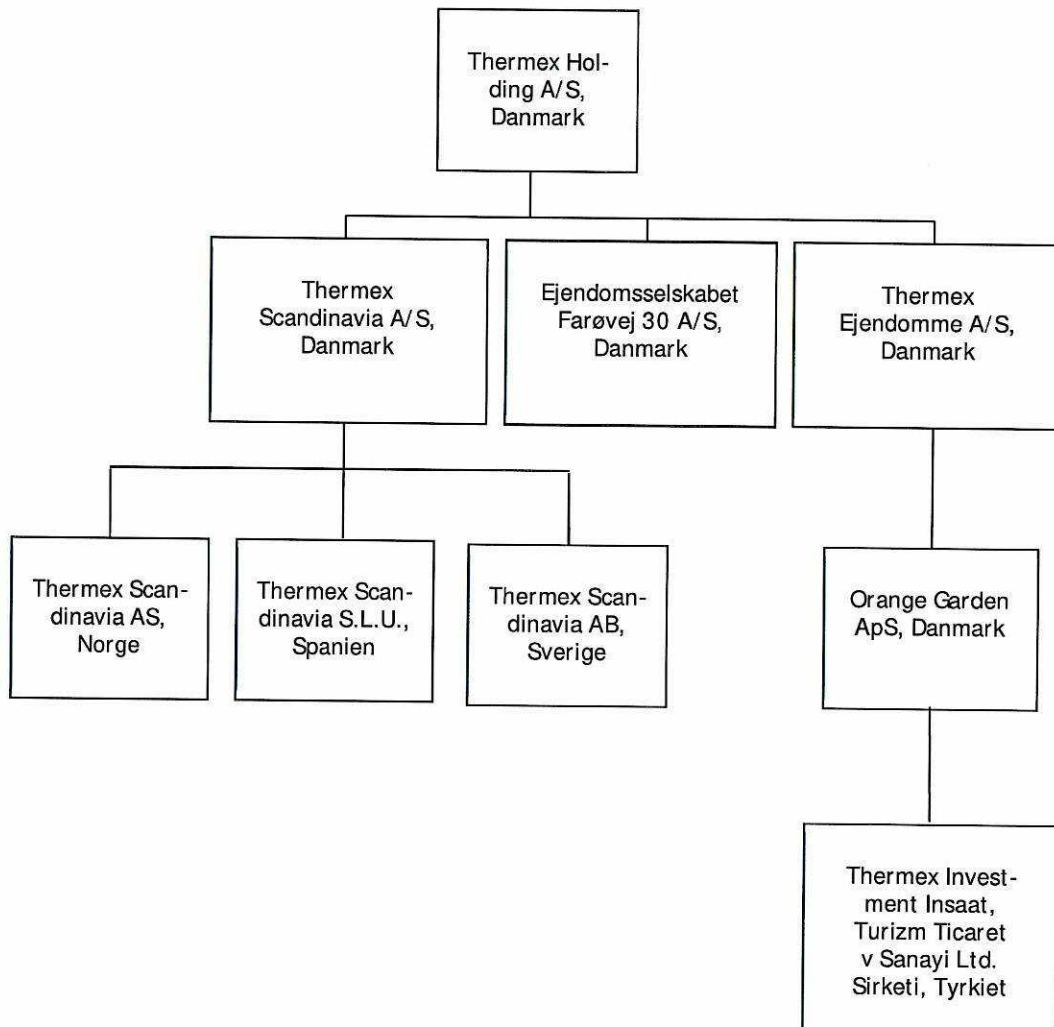 Thermex Hol-
ding A/S,
Danmark
Thermex
Scandinavia A/S,
Danmark
Ejendomsselskabet
Farøvej 30 A/S,
Danmark
Thermex
Ejendomme A/S,
Danmark
Thermex Scan-
dinavia AS,
Norge
Thermex Scan-
dinavia S.L.U.,
Spanien
Thermex Scan-
dinavia AB,
Sverige
Orange Garden
ApS, Danmark
Thermex Invest-
ment Insaat,
Turizm Ticaret
v Sanayi Ltd.
Sirketi, Tyrkiet